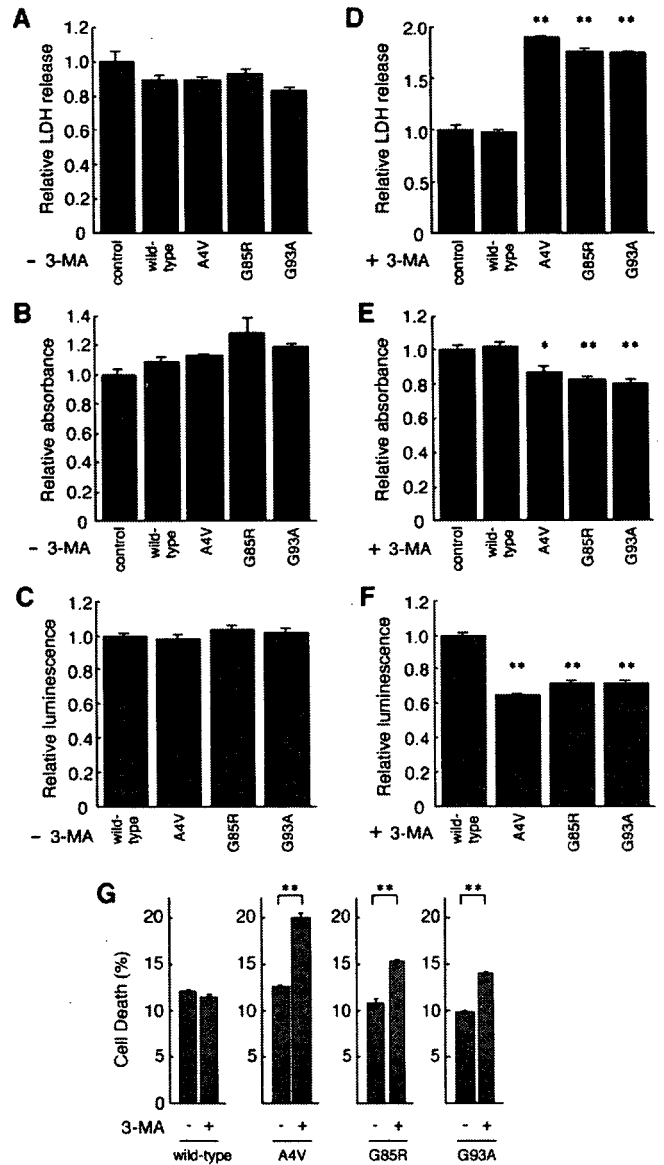 A
Relative LDH release
1.2
1.0
0.8
0.6
0.4
0.2
0
- 3-MA
control
wild-
type
A4V
G85R
G93A
D
Relative LDH release
2.0
1.5
1.0
0.5
0
** ** **
+ 3-MA
control
wild-
type
A4V
G85R
G93A
B
Relative absorbance
1.4
1.2
1.0
0.8
0.6
0.4
0.2
0
- 3-MA
control
wild-
type
A4V
G85R
G93A
E
Relative absorbance
1.2
1.0
0.8
0.6
0.4
0.2
0
* ** **
+ 3-MA
control
wild-
type
A4V
G85R
G93A
C
Relative luminescence
1.2
1.0
0.8
0.6
0.4
0.2
0
- 3-MA
wild-
type
A4V
G85R
G93A
F
Relative luminescence
1.2
1.0
0.8
0.6
0.4
0.2
0
** ** **
+ 3-MA
wild-
type
A4V
G85R
G93A
G
Cell Death (%)
20
15
10
5
**
20
15
10
5
**
20
15
10
5
**
20
15
10
5
3-MA - + - + - + - +
wild-type A4V G85R G93A